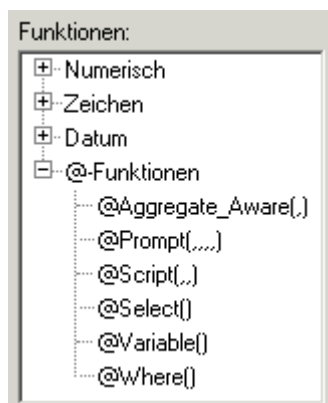 Funktionen:
Numerisch
Zeichen
Datum
@-Funktionen
@Aggregate_Aware(,)
@Prompt(,,,,)
@Script(,,)
@Select()
@Variable()
@Where()